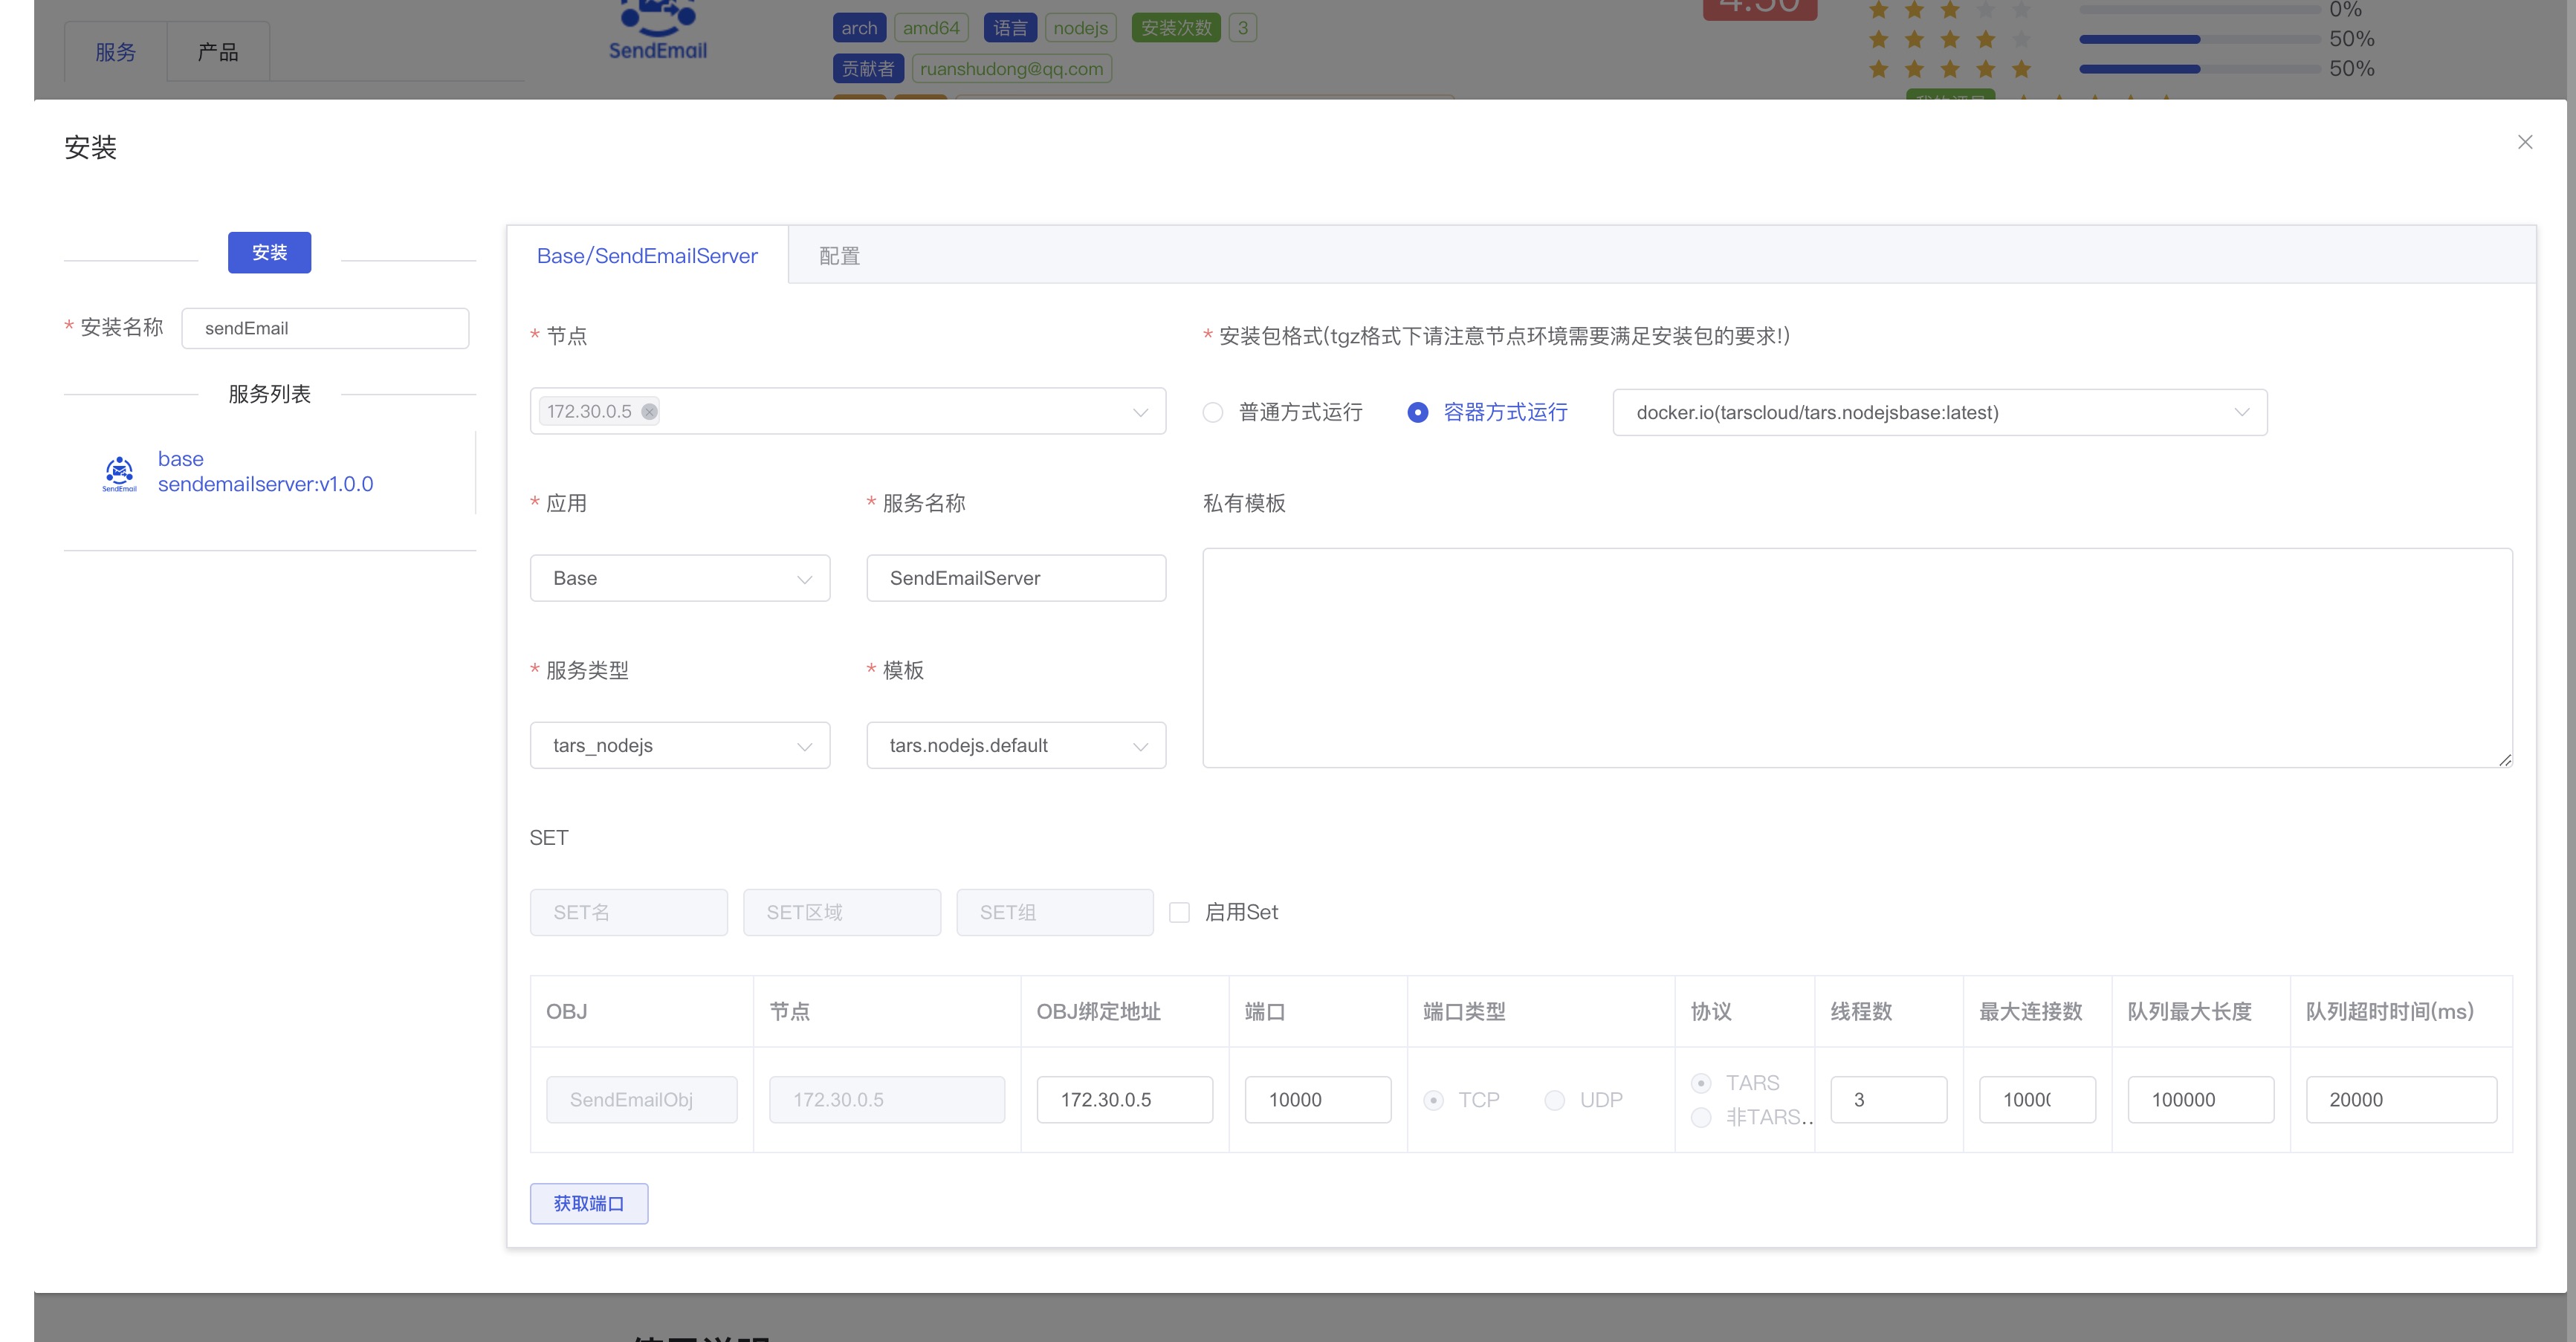 服务
产品
SendEmail
arch amd64 语言 nodejs 安装次数 3
贡献者 ruanshudong@qq.com
4.50
0%
50%
50%
安装
安装
* 安装名称 sendEmail
服务列表
SendEmail
base
sendemailserver:v1.0.0
Base/SendEmailServer 配置
* 节点
* 安装包格式(tgz格式下请注意节点环境需要满足安装包的要求!)
172.30.0.5
普通方式运行 容器方式运行 docker.io(tarscloud/tars.nodejsbase:latest)
* 应用 * 服务名称 私有模板
Base SendEmailServer
* 服务类型 * 模板
tars_nodejs tars.nodejs.default
SET
SET名 SET区域 SET组 启用Set
OBJ 节点 OBJ绑定地址 端口 端口类型 协议 线程数 最大连接数 队列最大长度 队列超时时间(ms)
SendEmailObj 172.30.0.5 172.30.0.5 10000 TCP UDP TARS 3 10000 100000 20000
非TARS..
获取端口
使用说明